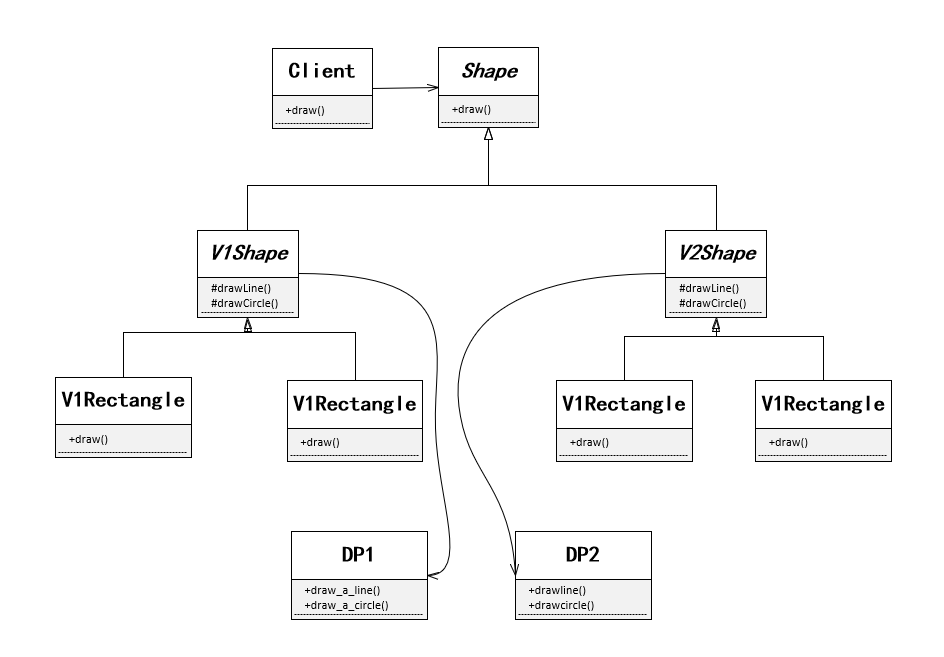 Client
+draw()
Shape
+draw()
V1Shape
#drawLine()
#drawCircle()
V2Shape
#drawLine()
#drawCircle()
V1Rectangle
+draw()
V1Rectangle
+draw()
V1Rectangle
+draw()
V1Rectangle
+draw()
DP1
+draw_a_line()
+draw_a_circle()
DP2
+drawline()
+drawcircle()